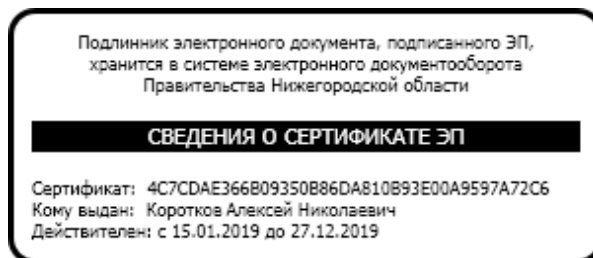 Подлинник электронного документа, подписанного ЭП,
хранится в системе электронного документооборота
Правительства Нижегородской области
СВЕДЕНИЯ О СЕРТИФИКАТЕ ЭП
Сертификат: 4C7CDAE366B09350B86DA810B93E00A9597A72C6
Кому выдан: Коротков Алексей Николаевич
Действителен: с 15.01.2019 до 27.12.2019